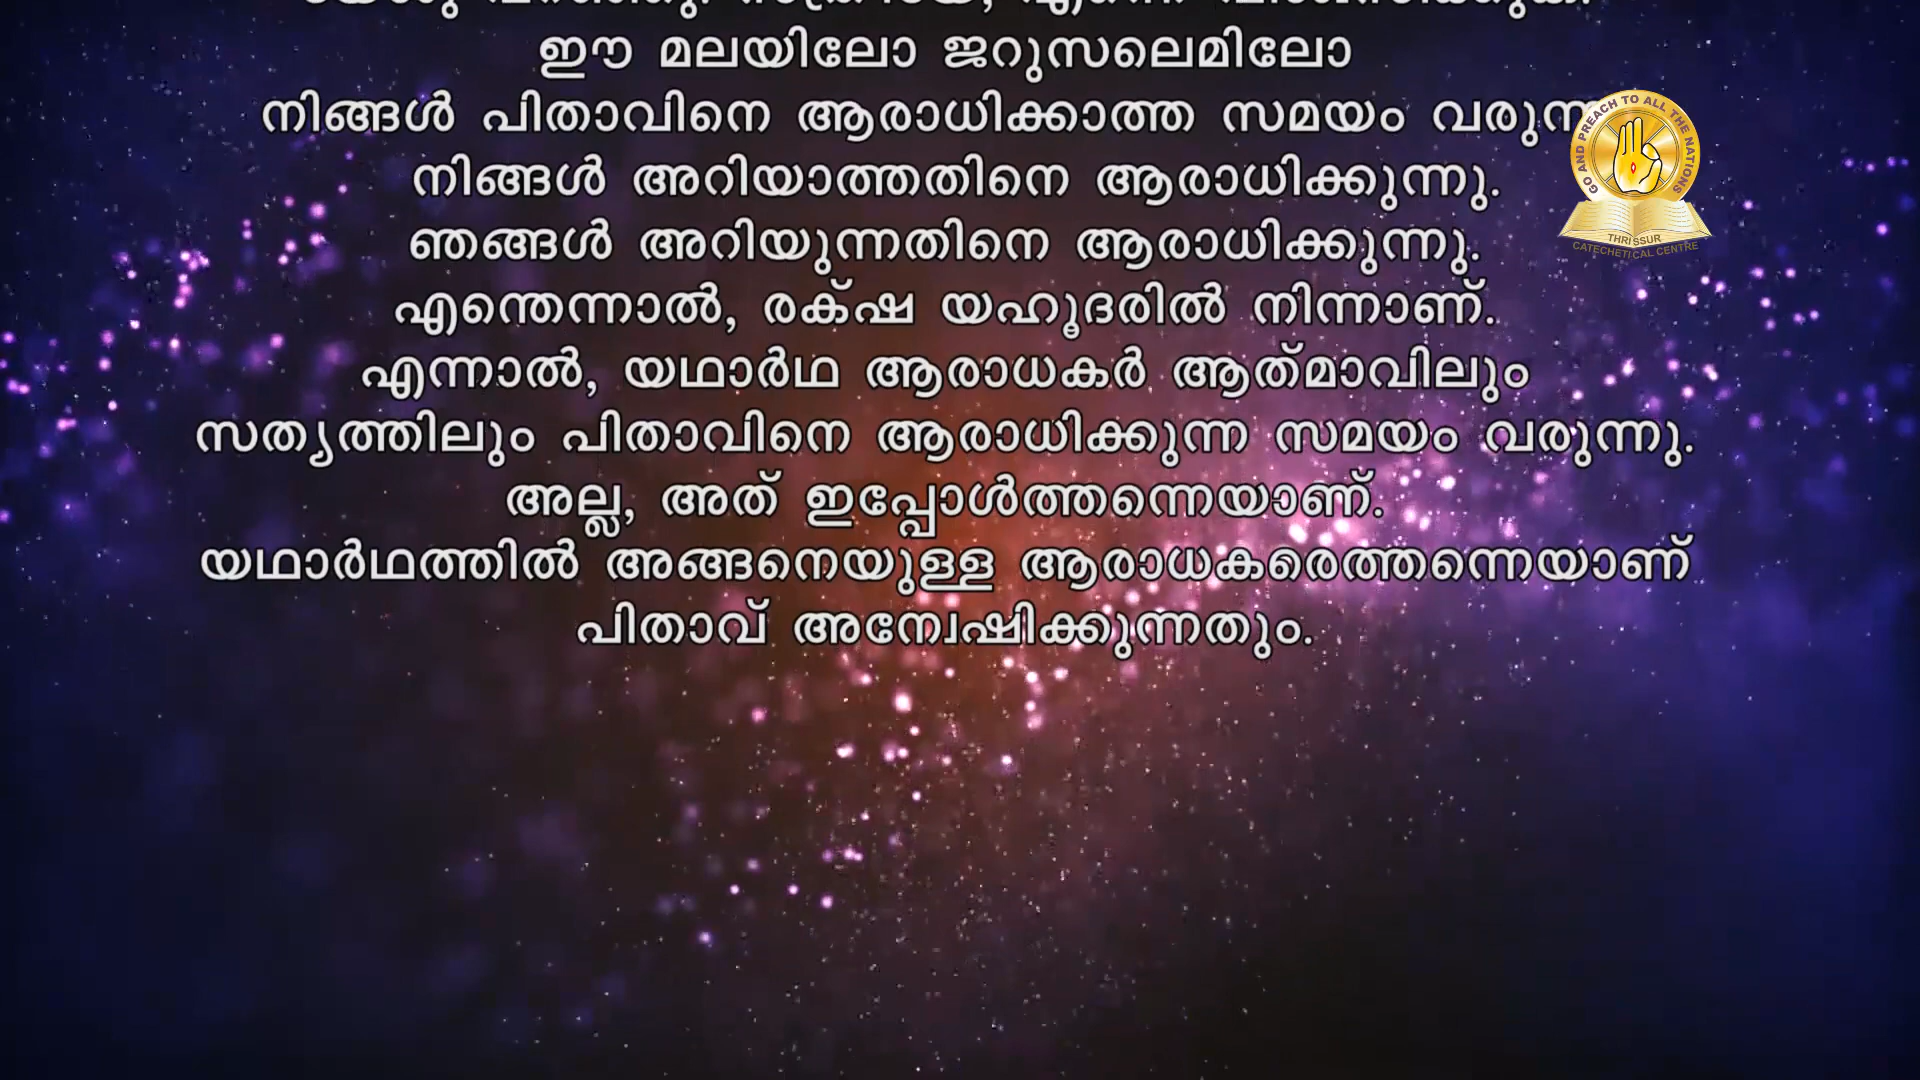 ഈ മലയിലോ ജറുസലെമിലോ
നിങ്ങൾ പിതാവിനെ ആരാധിക്കാത്ത സമയം
നിങ്ങൾ അറിയാത്തതിനെ ആരാധിക്കുന്നു.
ഞങ്ങൾ അറിയുന്നതിനെ ആരാധിക്കുന്നു.
എന്തെന്നാൽ, രക്‌ഷ യഹൂദരിൽ നിന്നാണ്.
എന്നാൽ, യഥാർഥ ആരാധകർ ആത്‌മാവിലും
സത്യത്തിലും പിതാവിനെ ആരാധിക്കുന്ന സമയം വരുന്നു.
അല്ല, അത് ഇപ്പോൾത്തന്നെയാണ്.
യഥാർഥത്തിൽ അങ്ങനെയുള്ള ആരാധകരെത്തന്നെയാണ്
പിതാവ് അന്വേഷിക്കുന്നതും.
GO AND PREACH TO ALL THE NATIONS
THRISSUR
CATECHETICAL CENTRE